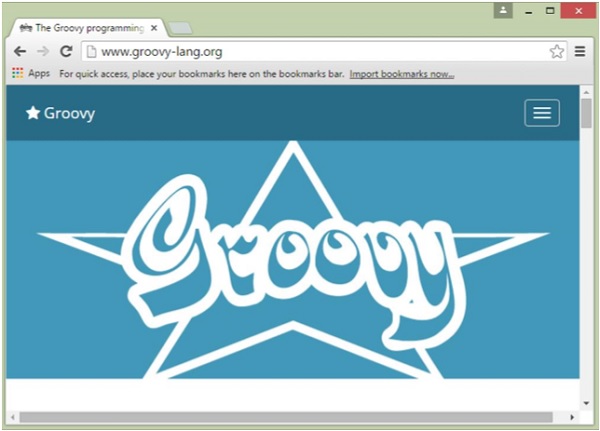 The Groovy programming
www.groovy-lang.org
Apps For quick access, place your bookmarks here on the bookmarks bar. Import bookmarks now...
Groovy
Groovy